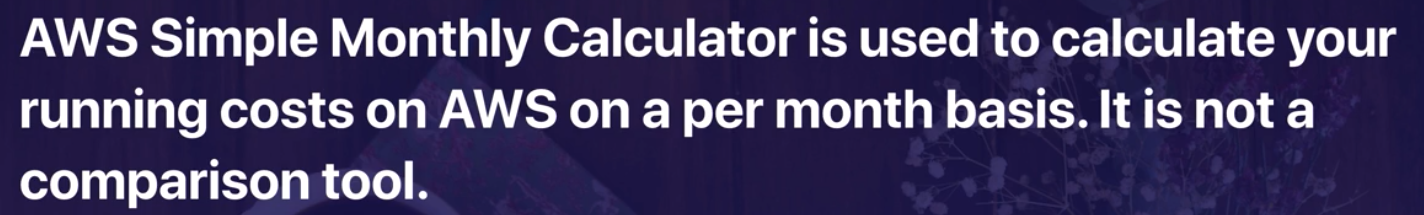 AWS Simple Monthly Calculator is used to calculate your
running costs on AWS on a per month basis. It is not a
comparison tool.